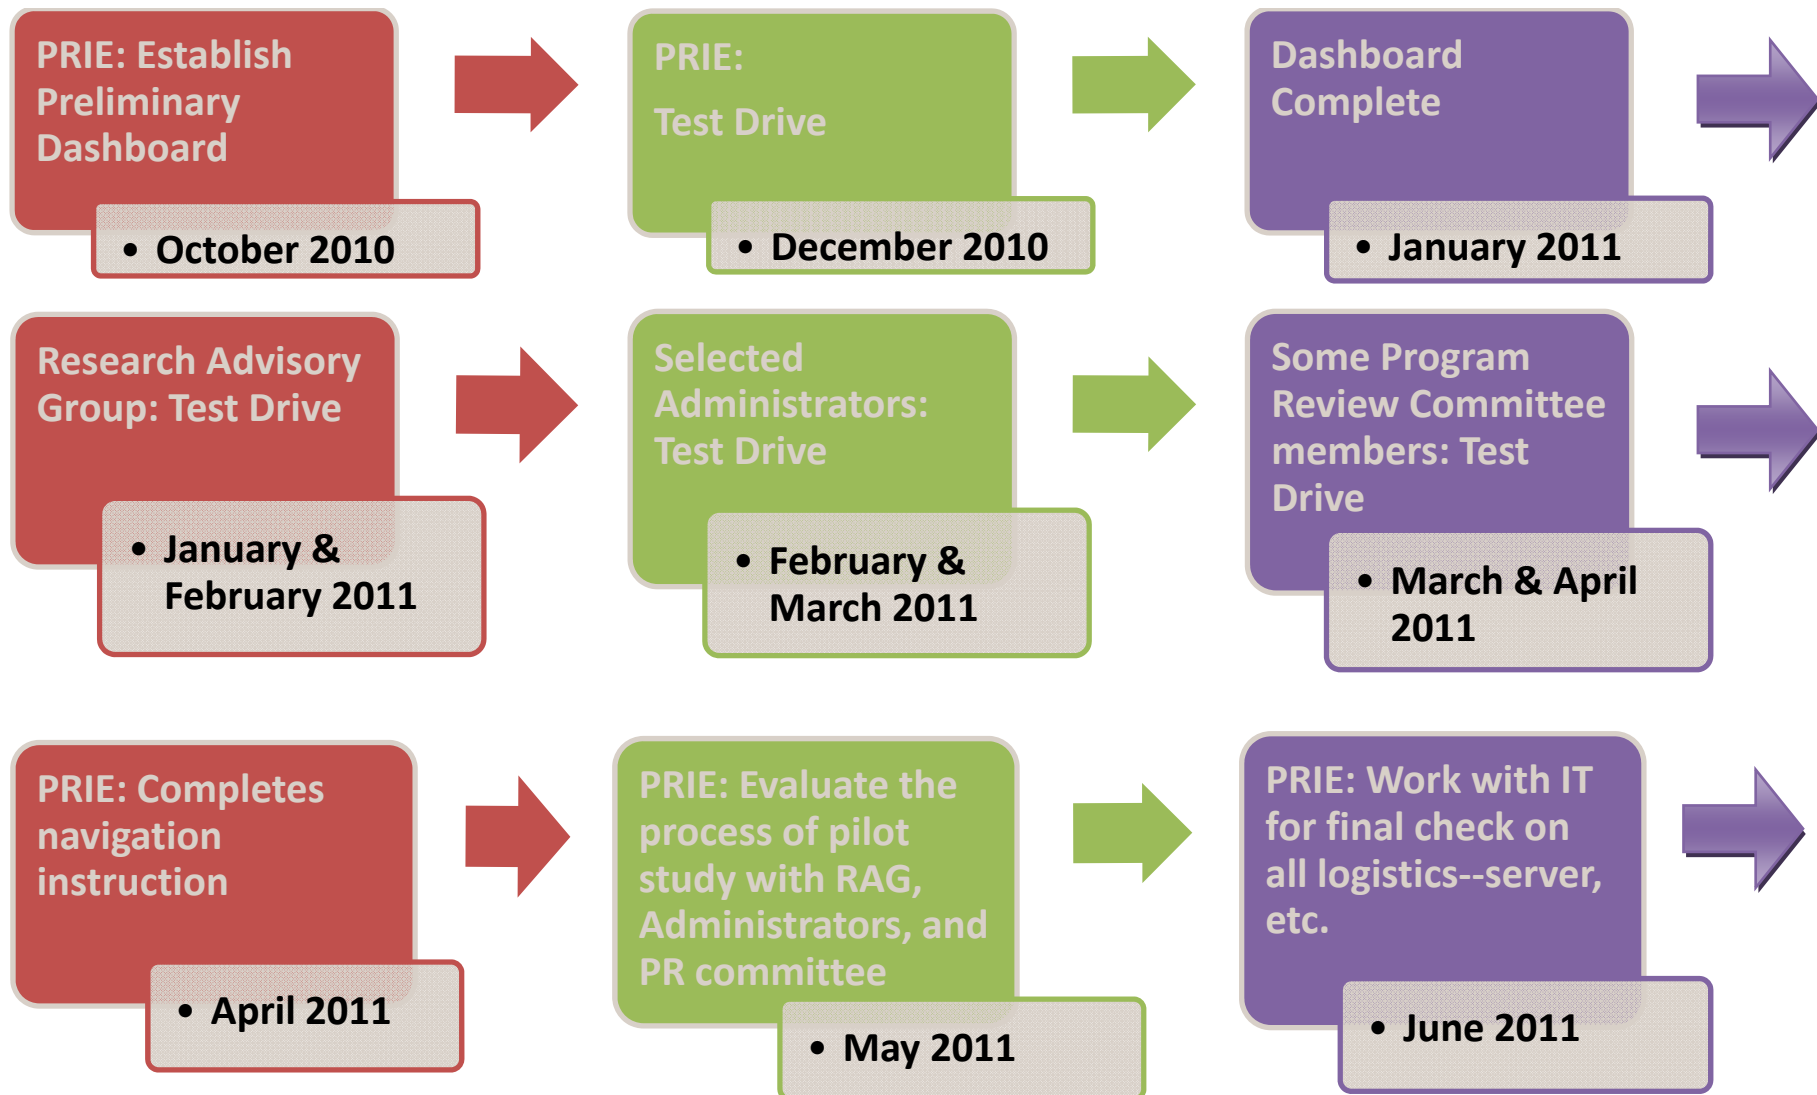 PRIE: Establish
Preliminary
Dashboard
• October 2010
PRIE:
Test Drive
• December 2010
Dashboard
Complete
• January 2011
Research Advisory
Group: Test Drive
• January &
February 2011
Selected
Administrators:
Test Drive
• February &
March 2011
Some Program
Review Committee
members: Test
Drive
• March & April
2011
PRIE: Completes
navigation
instruction
• April 2011
PRIE: Evaluate the
process of pilot
study with RAG,
Administrators, and
PR committee
• May 2011
PRIE: Work with IT
for final check on
all logistics--server,
etc.
• June 2011